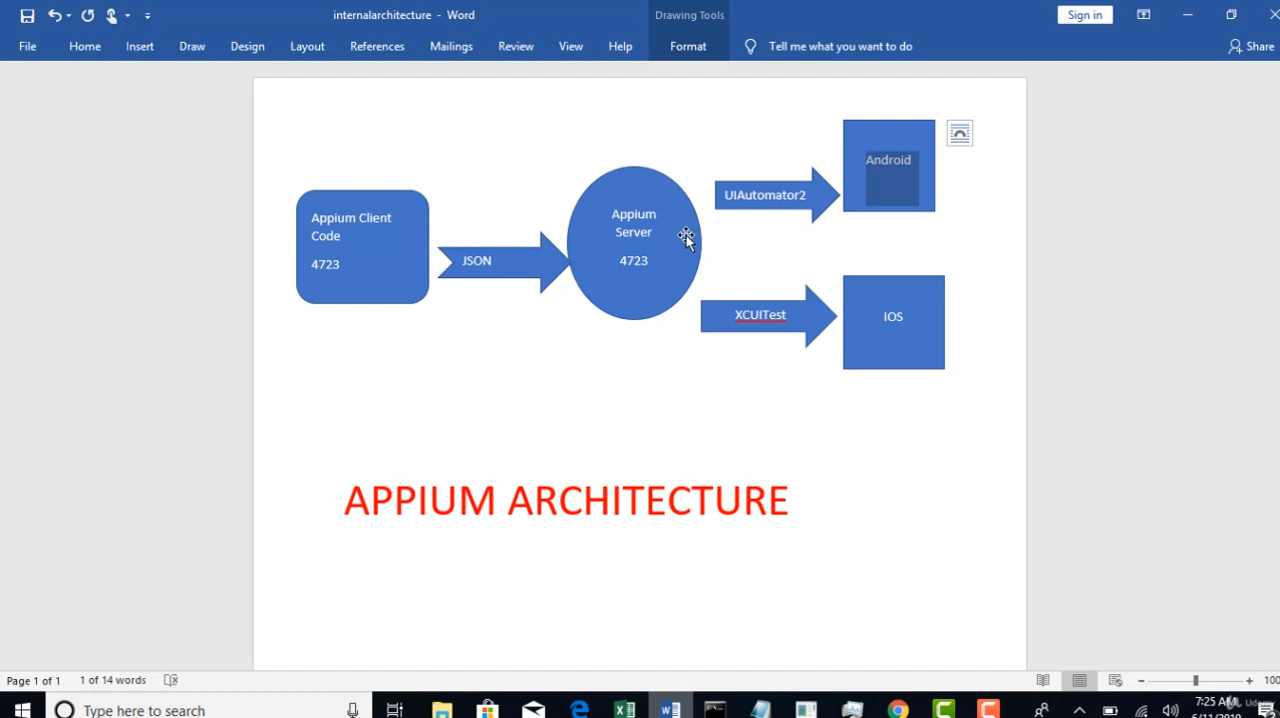 internalarchitecture - Word
Drawing Tools
Sign in
File Home Insert Draw Design Layout References Mailings Review View Help Format Tell me what you want to do Share
Appium Client
Code
4723
JSON
Appium
Server
4723
UIAutomator2
Android
XCUITest
IOS
APPIUM ARCHITECTURE
Page 1 of 1 1 of 14 words
Type here to search
7:25 AM